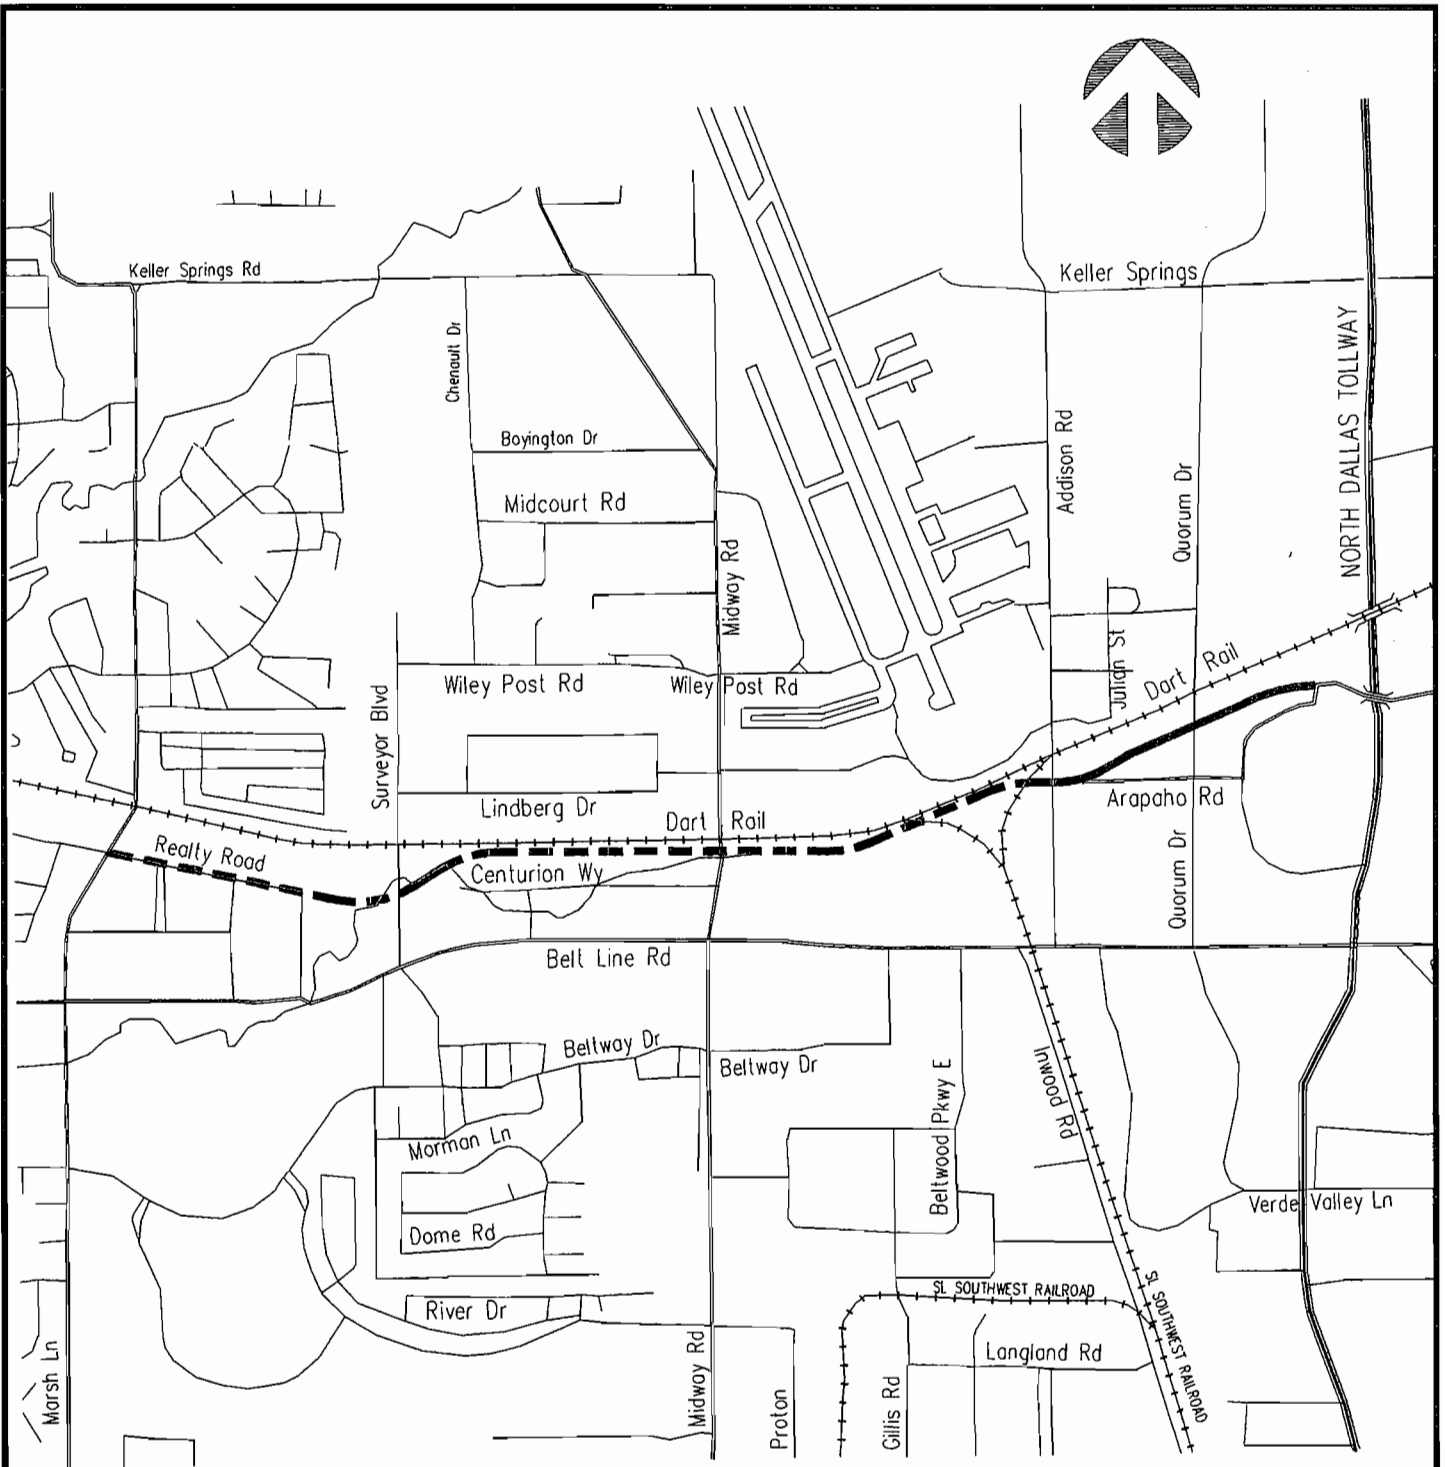 Keller Springs Rd
Keller Springs
NORTH DALLAS TOLLWAY
Chenault Dr
Boyington Dr
Addison Rd
Quorum Dr
Midcourt Rd
Midway Rd
Julian St
Dart Rail
Wiley Post Rd
Wiley Post Rd
Surveyor Blvd
Lindberg Dr
Arapaho Rd
Dart Rail
Realty Road
Centurion Wy
Quorum Dr
Belt Line Rd
Beltway Dr
Beltway Dr
Inwood Rd
Beltwood Pkwy E
Morman Ln
Verde Valley Ln
Dome Rd
SL SOUTHWEST RAILROAD
SL SOUTHWEST RAILROAD
River Dr
Langland Rd
Marsh Ln
Midway Rd
Proton
Gillis Rd